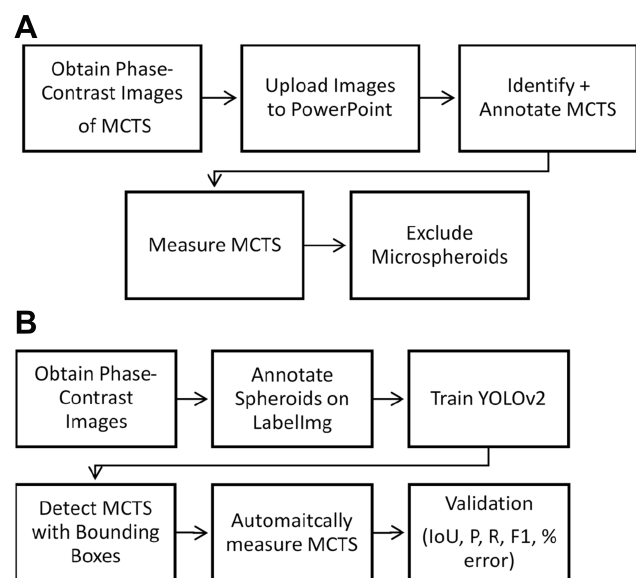 A
Obtain Phase-
Contrast Images
of MCTS
Upload Images
to PowerPoint
Identify +
Annotate MCTS
Measure MCTS
Exclude
Microspheroids
B
Obtain Phase-
Contrast
Images
Annotate
Spheroids on
LabelImg
Train YOLOv2
Detect MCTS
with Bounding
Boxes
Automaitcally
measure MCTS
Validation
(IoU, P, R, F1, %
error)